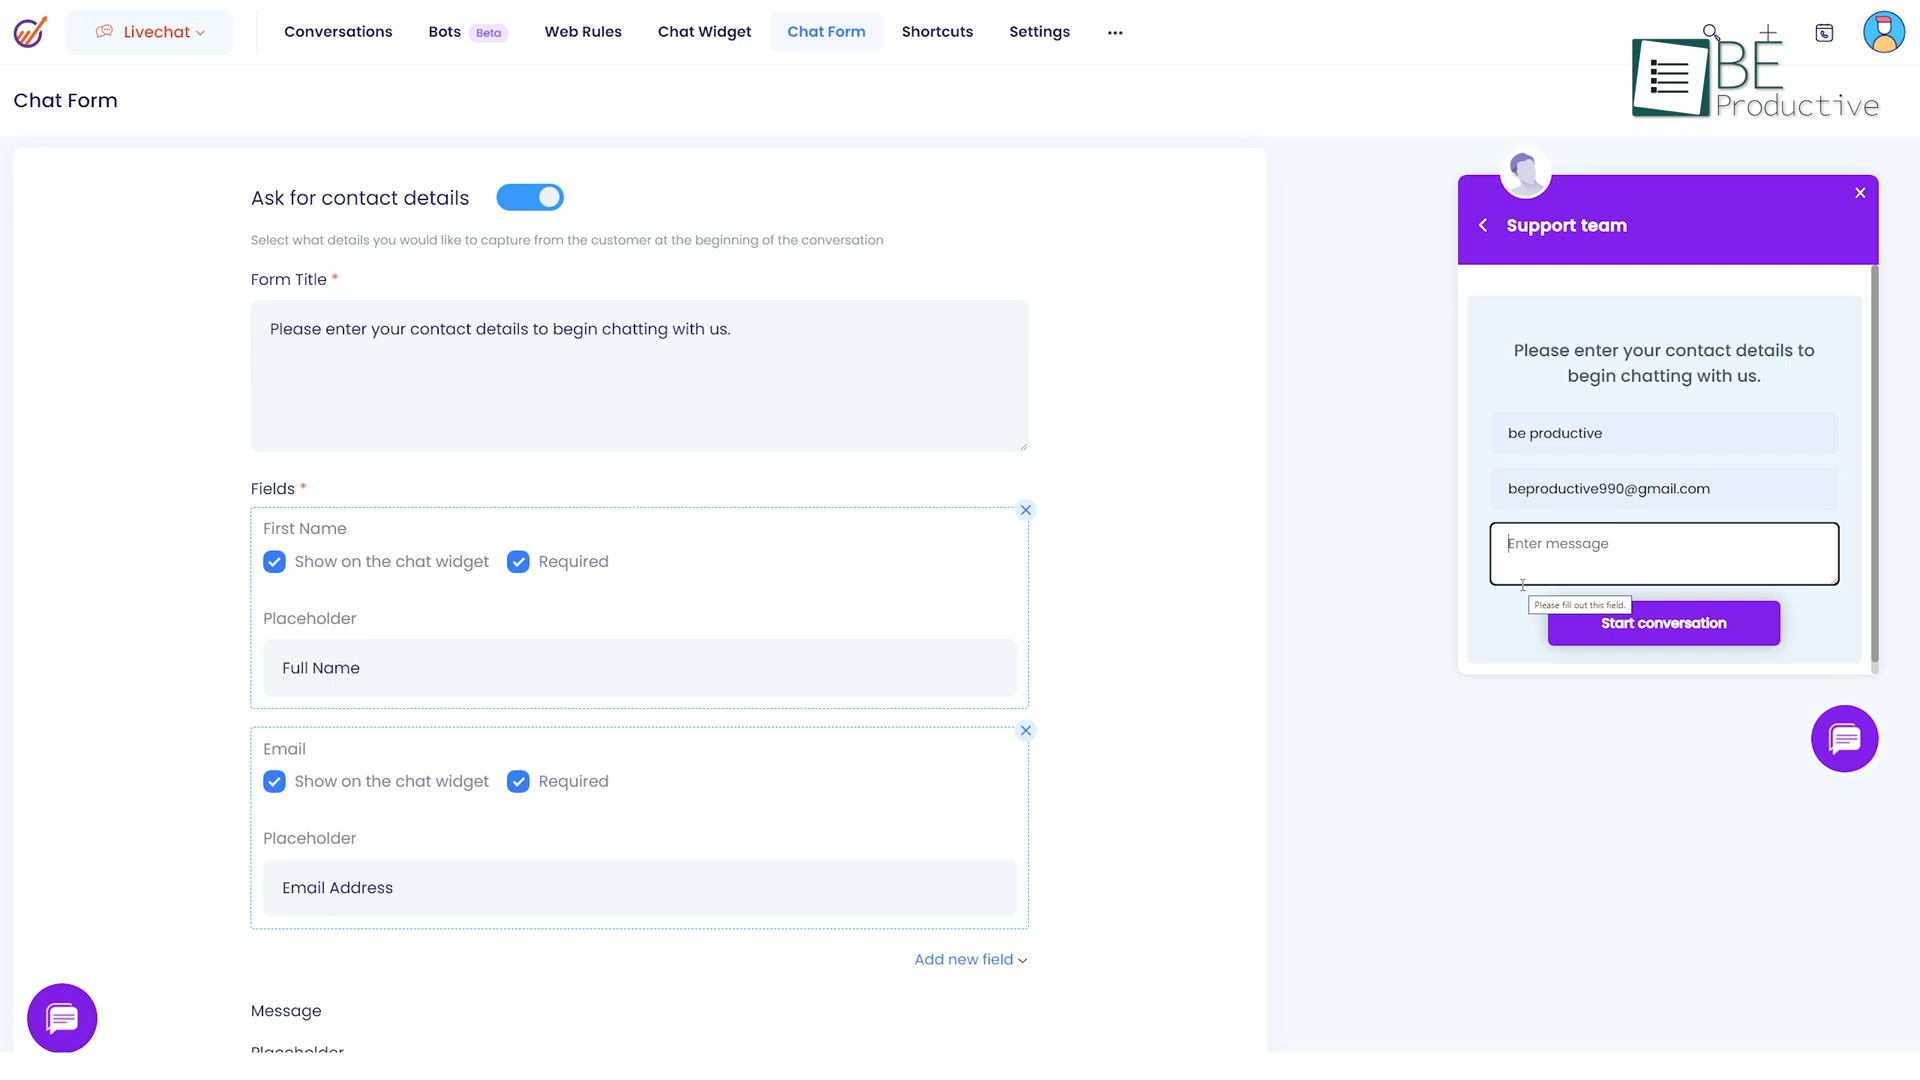 Livechat
Conversations
Bots Beta
Web Rules
Chat Widget
Chat Form
Shortcuts
Settings
BE
Productive
Chat Form
Ask for contact details
Select what details you would like to capture from the customer at the beginning of the conversation
Form Title *
Please enter your contact details to begin chatting with us.
Fields *
First Name
Show on the chat widget
Required
Placeholder
Full Name
Email
Show on the chat widget
Required
Placeholder
Email Address
Add new field
Message
Placeholder
Support team
Please enter your contact details to
begin chatting with us.
be productive
beproductive990@gmail.com
Enter message
Please fill out this field.
Start conversation